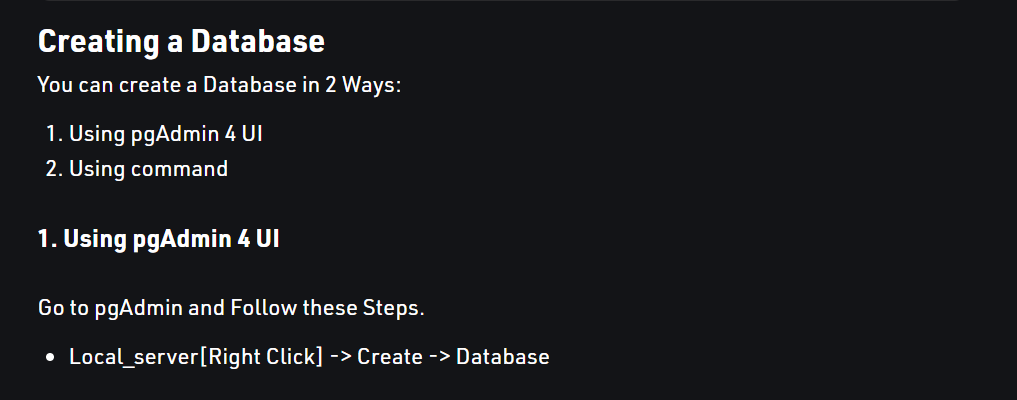 Creating a Database
You can create a Database in 2 Ways:
1. Using pgAdmin 4 UI
2. Using command
1. Using pgAdmin 4 UI
Go to pgAdmin and Follow these Steps.
• Local_server[Right Click] -> Create -> Database